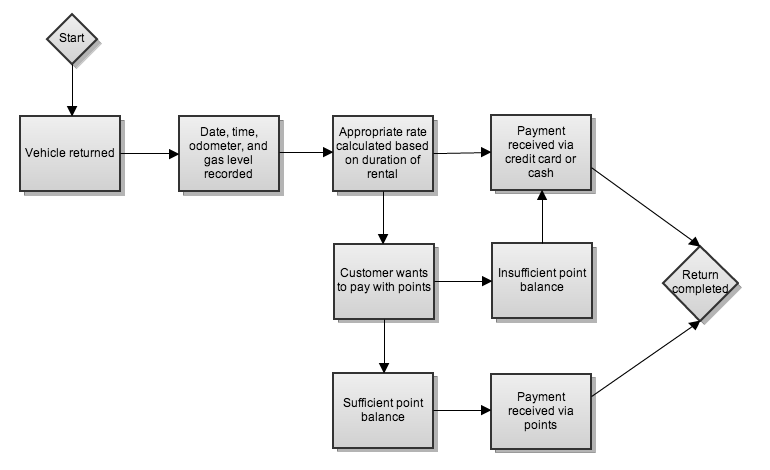 Start
Vehicle returned
Date, time,
odometer, and
gas level
recorded
Appropriate rate
calculated based
on duration of
rental
Payment
received via
credit card or
cash
Customer wants
to pay with points
Insufficient point
balance
Return
completed
Sufficient point
balance
Payment
received via
points